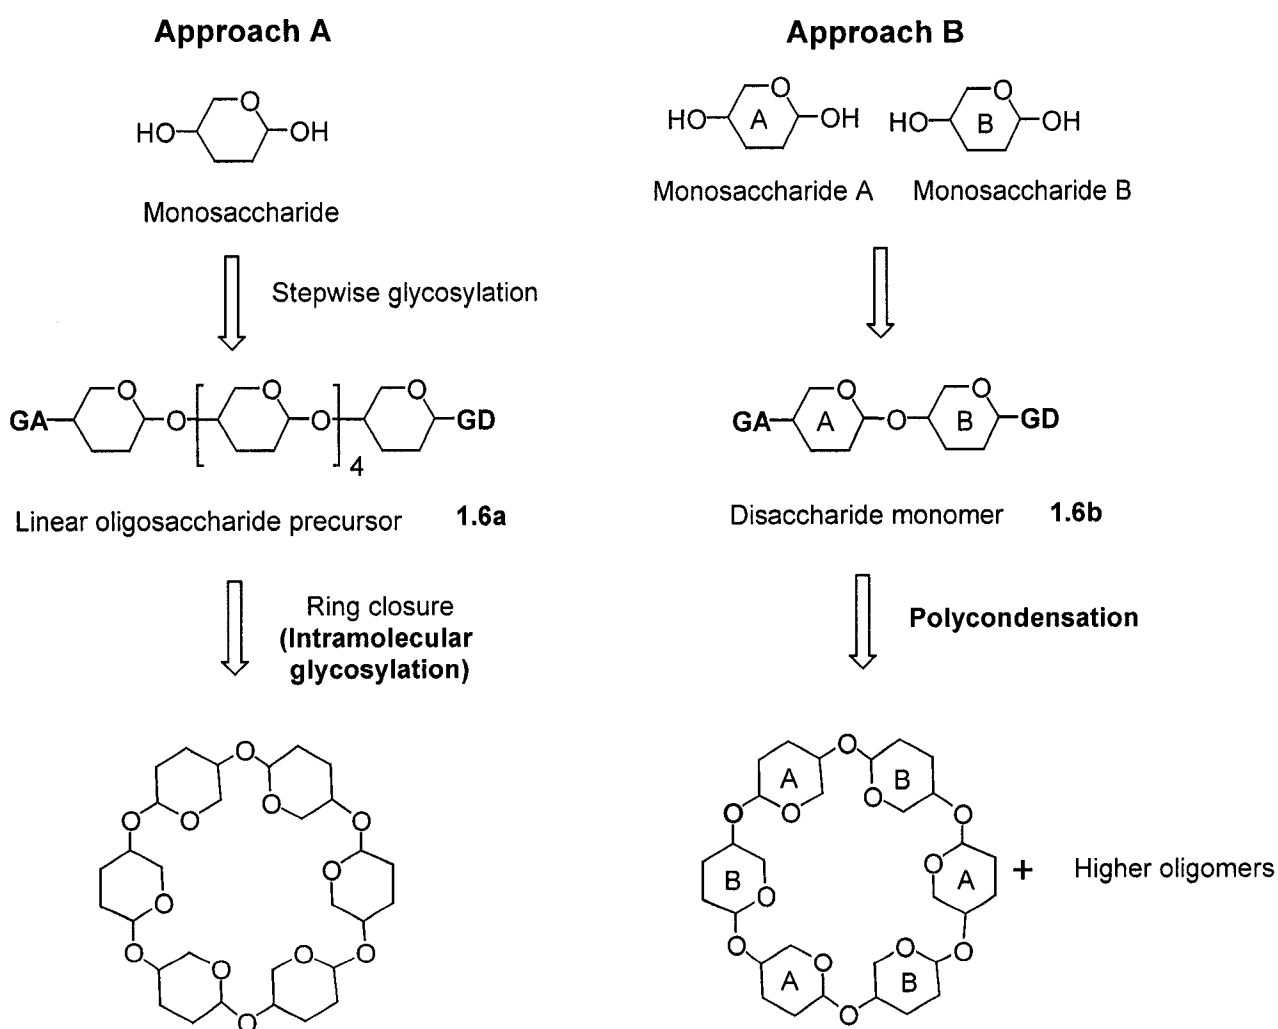 Approach A
HO O OH
Monosaccharide
Stepwise glycosylation
GA O O O O O GD
4
Linear oligosaccharide precursor 1.6a
Ring closure
(Intramolecular
glycosylation)
O
O O
O O
O
O
O O
O O
O
Approach B
HO O A OH HO O B OH
Monosaccharide A Monosaccharide B
GA O A O O B GD
Disaccharide monomer 1.6b
Polycondensation
O
A B
O O
O O
O A
B O
+ Higher oligomers
O O
A O O B
O